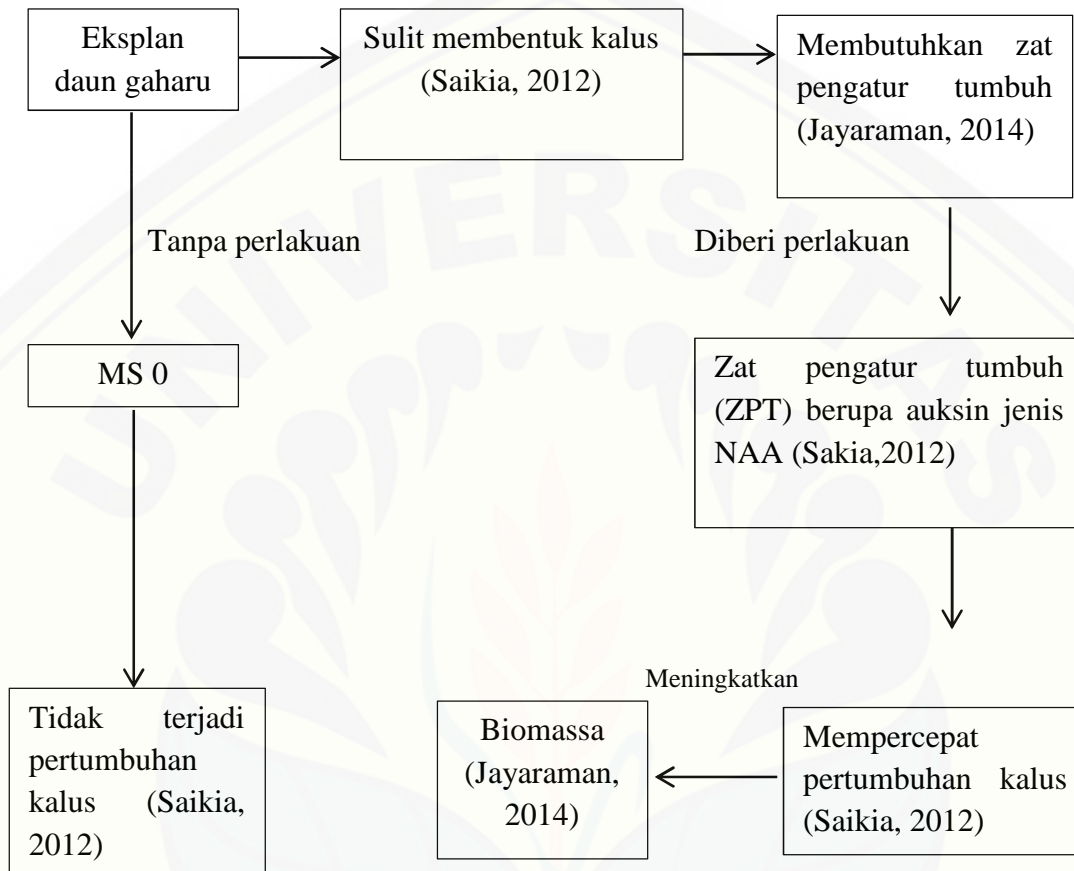 Eksplan
daun gaharu
Sulit membentuk kalus
(Saikia, 2012)
Membutuhkan zat
pengatur tumbuh
(Jayaraman, 2014)
Tanpa perlakuan
Diberi perlakuan
MS 0
Zat pengatur tumbuh
(ZPT) berupa auksin jenis
NAA (Sakia,2012)
Tidak terjadi
pertumbuhan
kalus (Saikia,
2012)
Meningkatkan
Biomassa
(Jayaraman,
2014)
Mempercepat
pertumbuhan kalus
(Saikia, 2012)
UNIVERSITAS